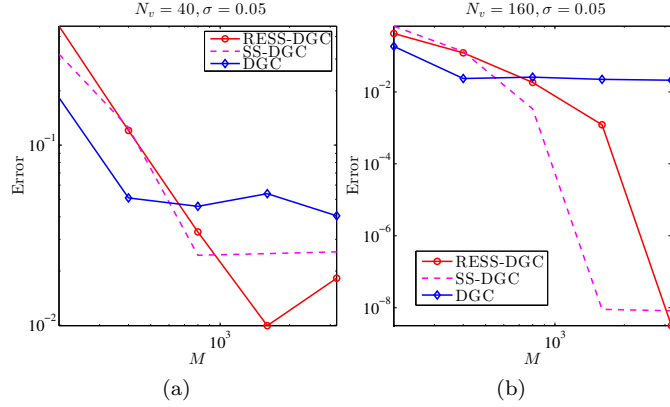 N_v = 40, σ = 0.05
RESS-DGC
SS-DGC
DGC
10^{-1}
10^{-2}
Error
10^3
M
(a)
N_v = 160, σ = 0.05
10^{-2}
10^{-4}
10^{-6}
10^{-8}
Error
RESS-DGC
SS-DGC
DGC
10^3
M
(b)